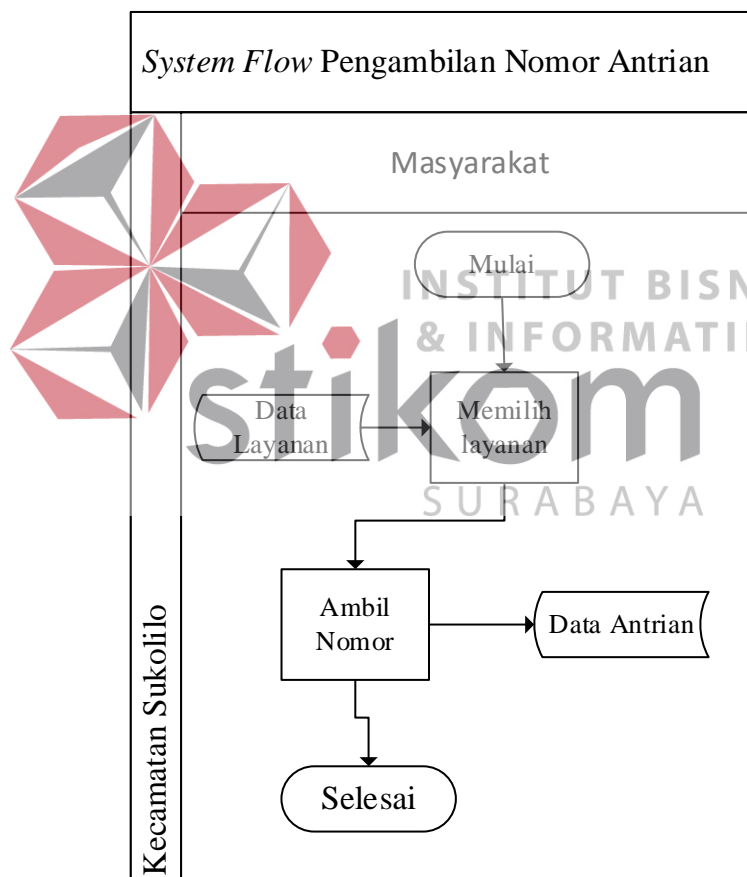 System Flow Pengambilan Nomor Antrian
Masyarakat
Mulai
INSTITUT BISN
& INFORMATI
stikom
SURABAYA
Data
Layanan
Memilih
layanan
Ambil
Nomor
Data Antrian
Selesai
Kecamatan Sukolilo